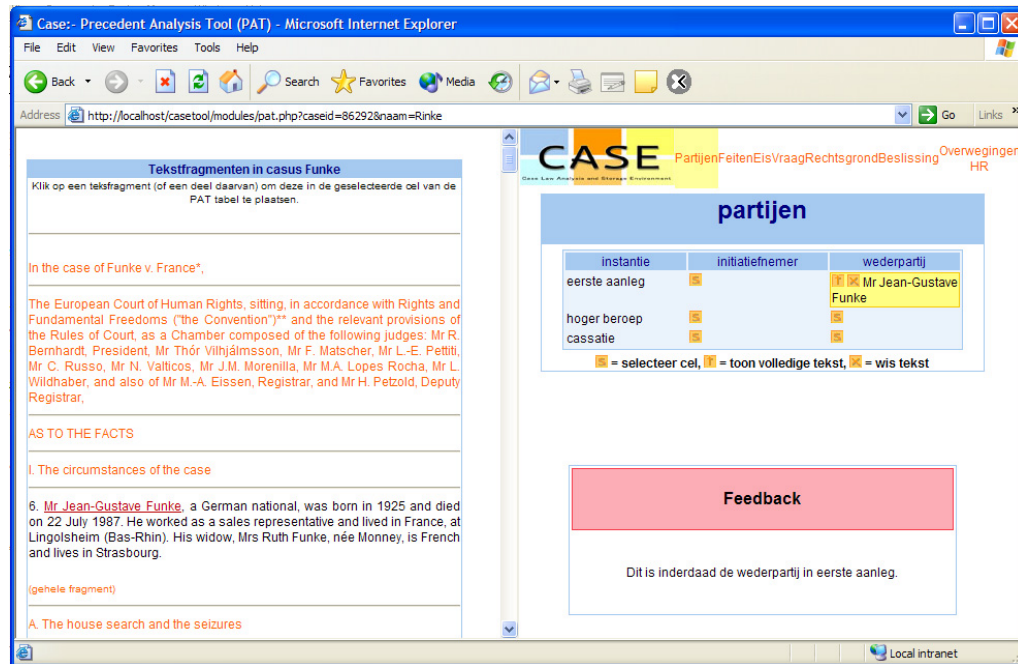 Case:- Precedent Analysis Tool (PAT) - Microsoft Internet Explorer
File Edit View Favorites Tools Help
Back Search Favorites Media
Address http://localhost/casetool/modules/pat.php?caseid=86292&naam=Rinke Go Links »
Tekstfragmenten in casus Funke
Klik op een teksfragment (of een deel daarvan) om deze in de geselecteerde cel van de
PAT tabel te plaatsen.
In the case of Funke v. France*,
The European Court of Human Rights, sitting, in accordance with Rights and
Fundamental Freedoms ("the Convention")** and the relevant provisions of
the Rules of Court, as a Chamber composed of the following judges: Mr R.
Bernhardt, President, Mr Thór Vilhjálmsson, Mr F. Matscher, Mr L.-E. Pettiti,
Mr C. Russo, Mr N. Valticos, Mr J.M. Morenilla, Mr M.A. Lopes Rocha, Mr L.
Wildhaber, and also of Mr M.-A. Eissen, Registrar, and Mr H. Petzold, Deputy
Registrar,
AS TO THE FACTS
I. The circumstances of the case
6. Mr Jean-Gustave Funke, a German national, was born in 1925 and died
on 22 July 1987. He worked as a sales representative and lived in France, at
Lingolsheim (Bas-Rhin). His widow, Mrs Ruth Funke, née Monney, is French
and lives in Strasbourg.
(gehele fragment)
A. The house search and the seizures
CASE
Case Law Analysis and Storage Environment
PartijenFeitenEisVraagRechtsgrondBeslissingOverwegingen
HR
partijen
instantie initiatiefnemer wederpartij
eerste aanleg S T X Mr Jean-Gustave
Funke
hoger beroep S S
cassatie S S
S = selecteer cel, T = toon volledige tekst, X = wis tekst
Feedback
Dit is inderdaad de wederpartij in eerste aanleg.
Local intranet